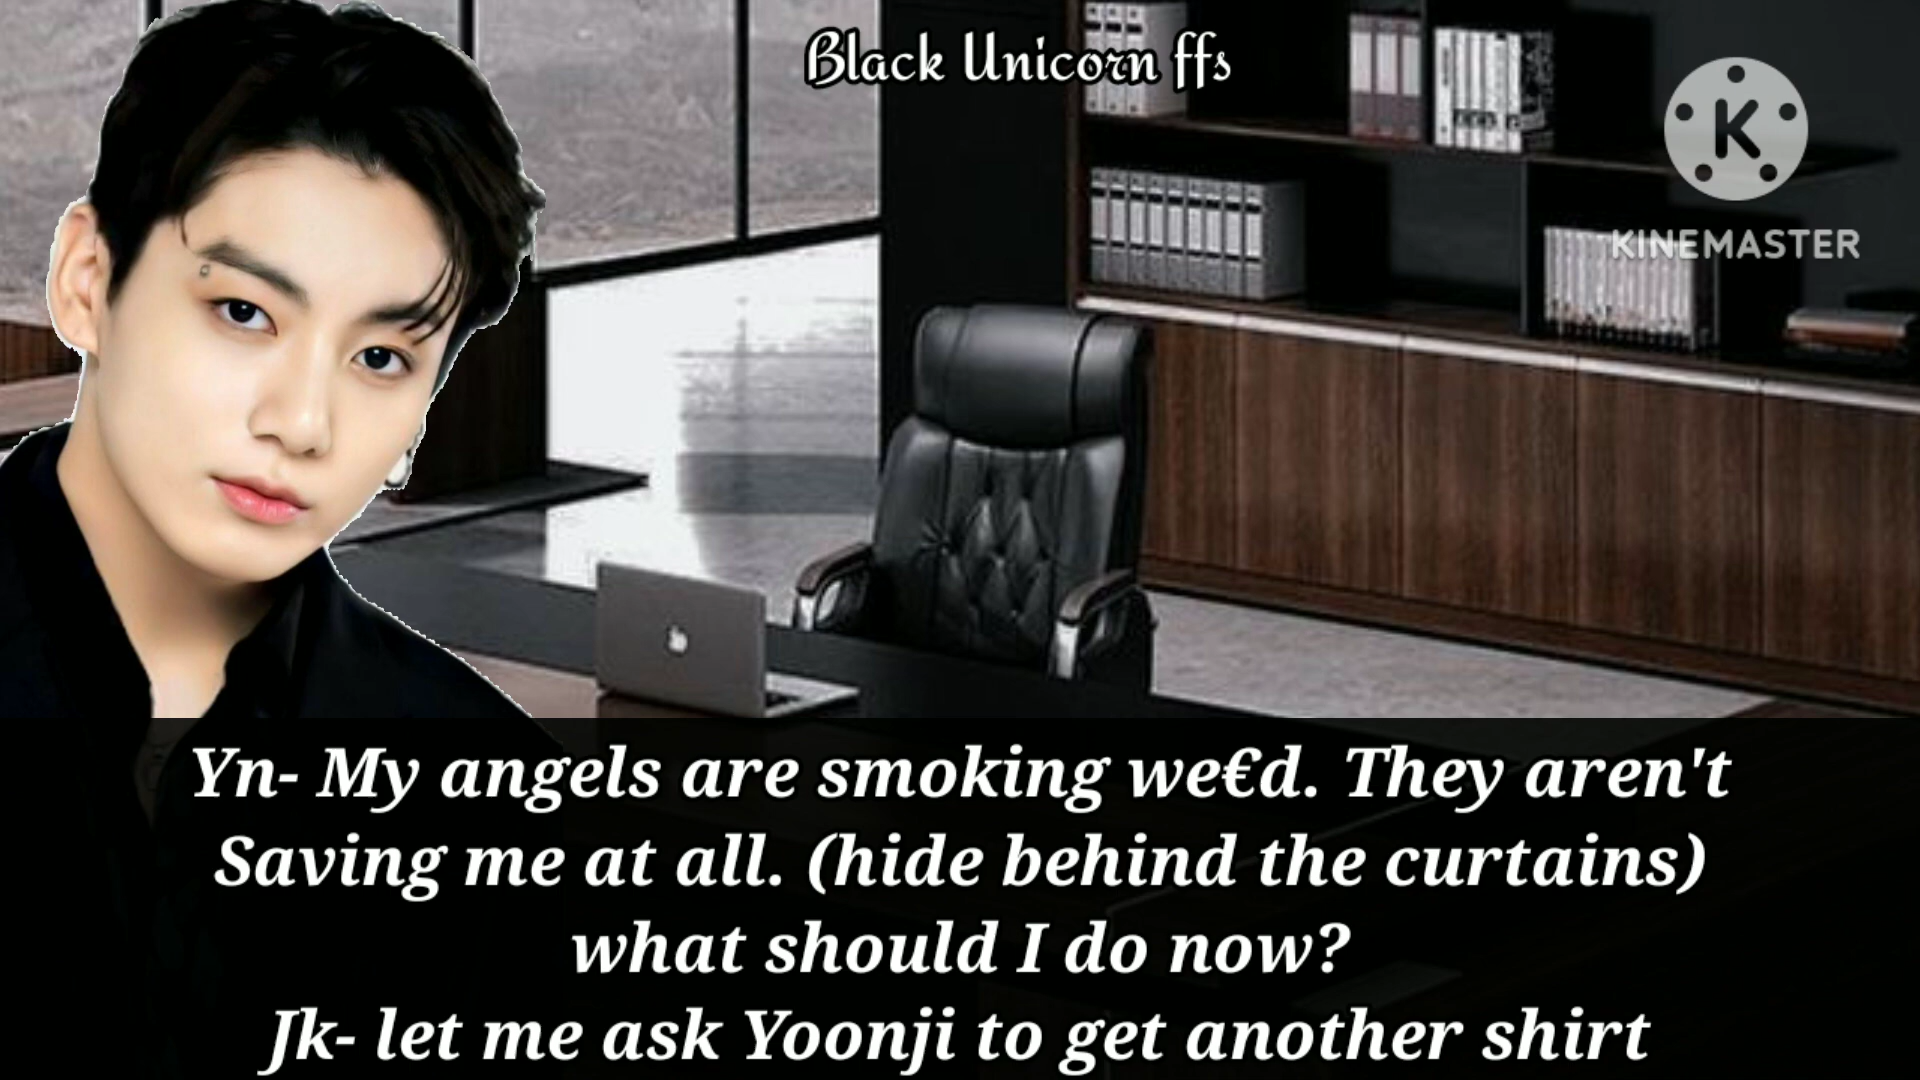 Black Unicorn ffs
K
KINEMASTER
Yn- My angels are smoking we€d. They aren't
Saving me at all. (hide behind the curtains)
what should I do now?
Jk- let me ask Yoonji to get another shirt